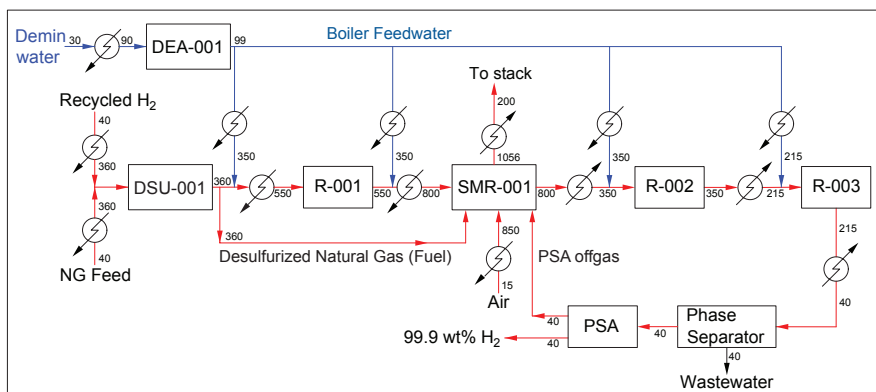 Demin
water
30
90
DEA-001
99
Boiler Feedwater
To stack
200
1056
Recycled H₂
40
360
350
350
350
215
DSU-001
360
550
R-001
550
800
SMR-001
800
350
R-002
350
215
R-003
360
40
NG Feed
360
Desulfurized Natural Gas (Fuel)
850
15
Air
PSA offgas
215
40
40
40
99.9 wt% H₂
PSA
40
Phase
Separator
40
Wastewater